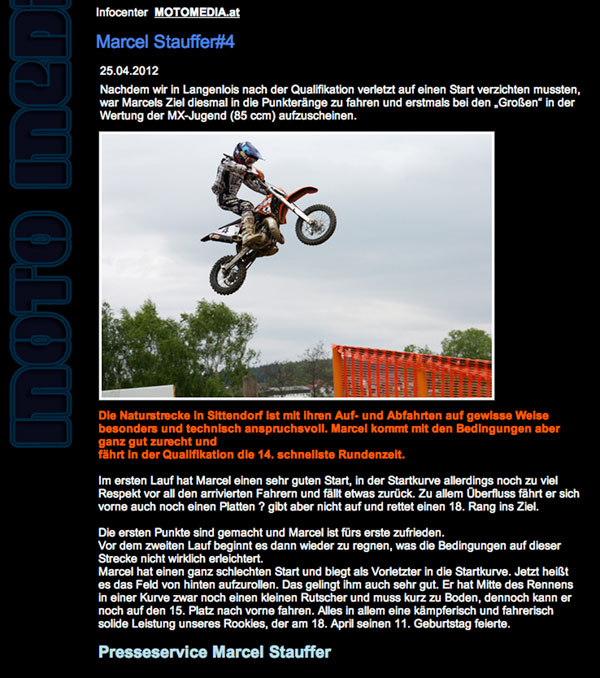 Infocenter MOTOMEDIA.at
Marcel Stauffer#4
25.04.2012
Nachdem wir in Langenlois nach der Qualifikation verletzt auf einen Start verzichten mussten,
war Marcels Ziel diesmal in die Punkteränge zu fahren und erstmals bei den „Großen“ in der
Wertung der MX-Jugend (85 ccm) aufzuscheinen.
Die Naturstrecke in Sittendorf ist mit ihren Auf- und Abfahrten auf gewisse Weise
besonders und technisch anspruchsvoll. Marcel kommt mit den Bedingungen aber
ganz gut zurecht und
fährt in der Qualifikation die 14. schnellste Rundenzeit.
Im ersten Lauf hat Marcel einen sehr guten Start, in der Startkurve allerdings noch zu viel
Respekt vor all den arrivierten Fahrern und fällt etwas zurück. Zu allem Überfluss fährt er sich
vorne auch noch einen Platten ? gibt aber nicht auf und rettet einen 18. Rang ins Ziel.
Die ersten Punkte sind gemacht und Marcel ist fürs erste zufrieden.
Vor dem zweiten Lauf beginnt es dann wieder zu regnen, was die Bedingungen auf dieser
Strecke nicht wirklich erleichtert.
Marcel hat einen ganz schlechten Start und biegt als Vorletzter in die Startkurve. Jetzt heißt
es das Feld von hinten aufzurollen. Das gelingt ihm auch sehr gut. Er hat Mitte des Rennens
in einer Kurve zwar noch einen kleinen Rutscher und muss kurz zu Boden, dennoch kann er
noch auf den 15. Platz nach vorne fahren. Alles in allem eine kämpferisch und fahrerisch
solide Leistung unseres Rookies, der am 18. April seinen 11. Geburtstag feierte.
Presseservice Marcel Stauffer
MOTO